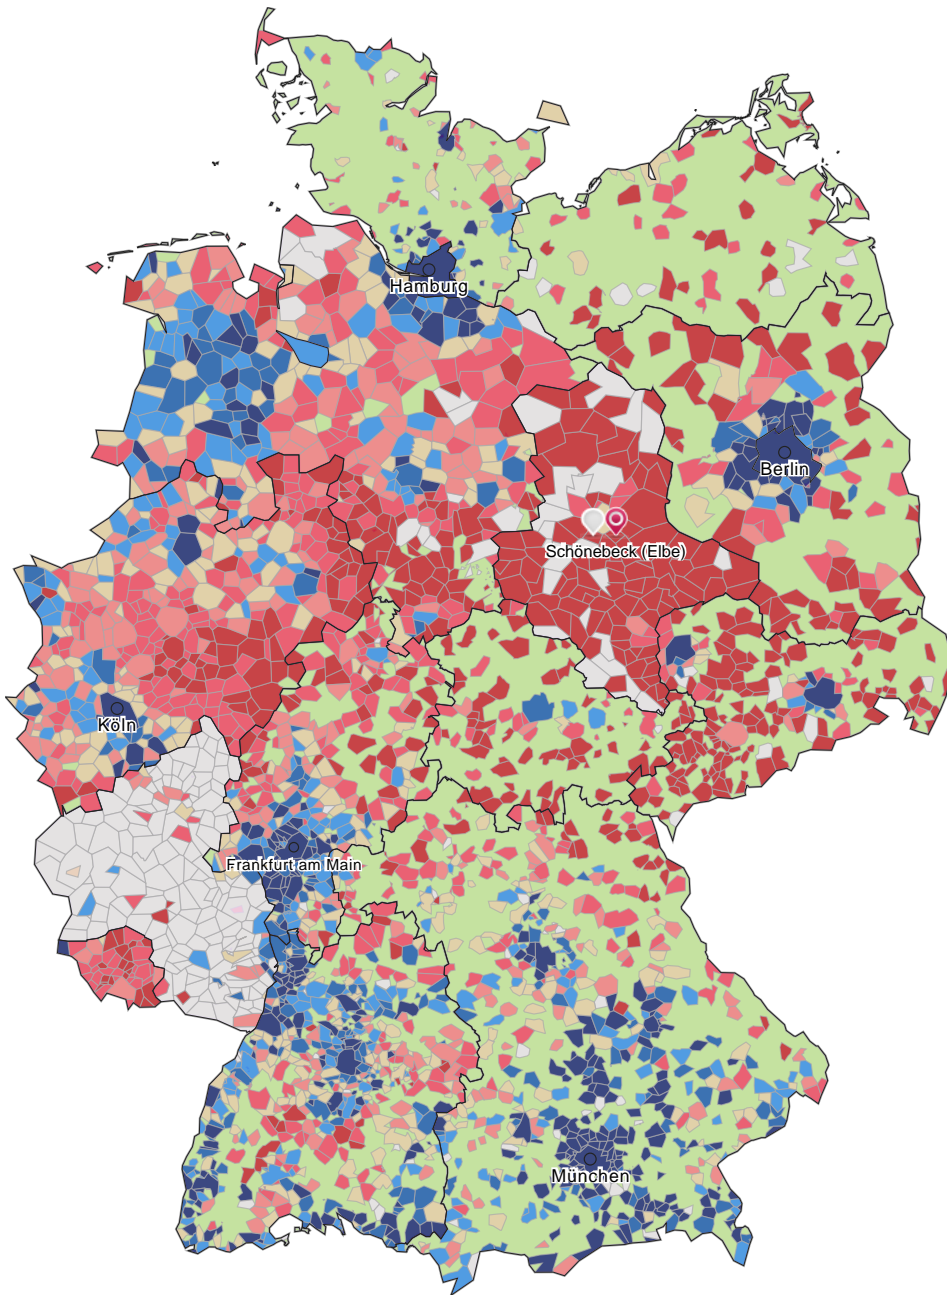 Hamburg
Berlin
Schönebeck (Elbe)
Köln
Frankfurt am Main
München